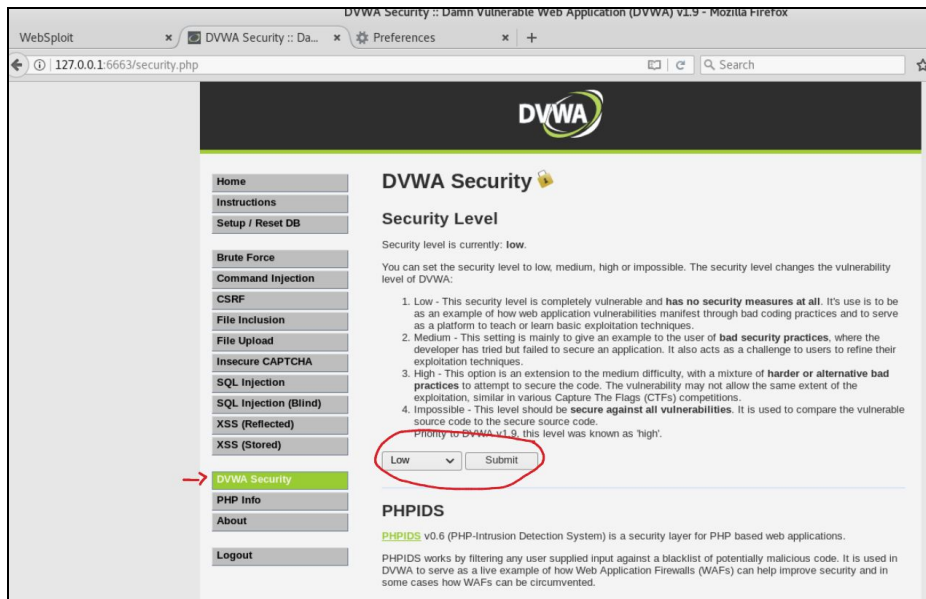 DVWA Security :: Damn Vulnerable Web Application (DVWA) v1.9 - Mozilla Firefox
WebSploit
DVWA Security :: Da...
Preferences
127.0.0.1:6663/security.php
Search
DVWA
Home
Instructions
Setup / Reset DB
Brute Force
Command Injection
CSRF
File Inclusion
File Upload
Insecure CAPTCHA
SQL Injection
SQL Injection (Blind)
XSS (Reflected)
XSS (Stored)
DVWA Security
PHP Info
About
Logout
DVWA Security
Security Level
Security level is currently: low.
You can set the security level to low, medium, high or impossible. The security level changes the vulnerability
level of DVWA:
1. Low - This security level is completely vulnerable and has no security measures at all. It's use is to be
as an example of how web application vulnerabilities manifest through bad coding practices and to serve
as a platform to teach or learn basic exploitation techniques.
2. Medium - This setting is mainly to give an example to the user of bad security practices, where the
developer has tried but failed to secure an application. It also acts as a challenge to users to refine their
exploitation techniques.
3. High - This option is an extension to the medium difficulty, with a mixture of harder or alternative bad
practices to attempt to secure the code. The vulnerability may not allow the same extent of the
exploitation, similar in various Capture The Flags (CTFs) competitions.
4. Impossible - This level should be secure against all vulnerabilities. It is used to compare the vulnerable
source code to the secure source code.
Priority to DVWA v1.9, this level was known as 'high'.
Low
Submit
PHPIDS
PHPIDS v0.6 (PHP-Intrusion Detection System) is a security layer for PHP based web applications.
PHPIDS works by filtering any user supplied input against a blacklist of potentially malicious code. It is used in
DVWA to serve as a live example of how Web Application Firewalls (WAFs) can help improve security and in
some cases how WAFs can be circumvented.